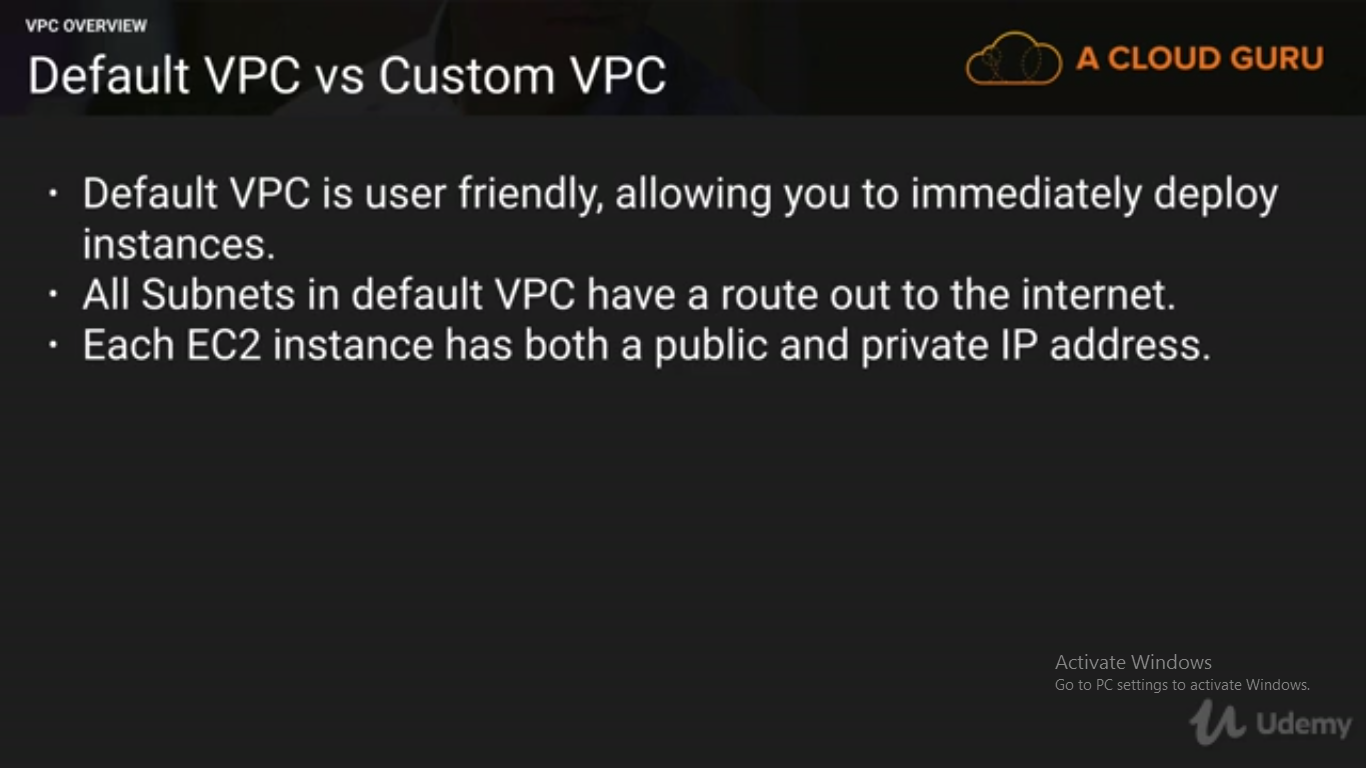 VPC OVERVIEW
Default VPC vs Custom VPC
A CLOUD GURU
· Default VPC is user friendly, allowing you to immediately deploy
instances.
· All Subnets in default VPC have a route out to the internet.
· Each EC2 instance has both a public and private IP address.
Activate Windows
Go to PC settings to activate Windows.
Udemy